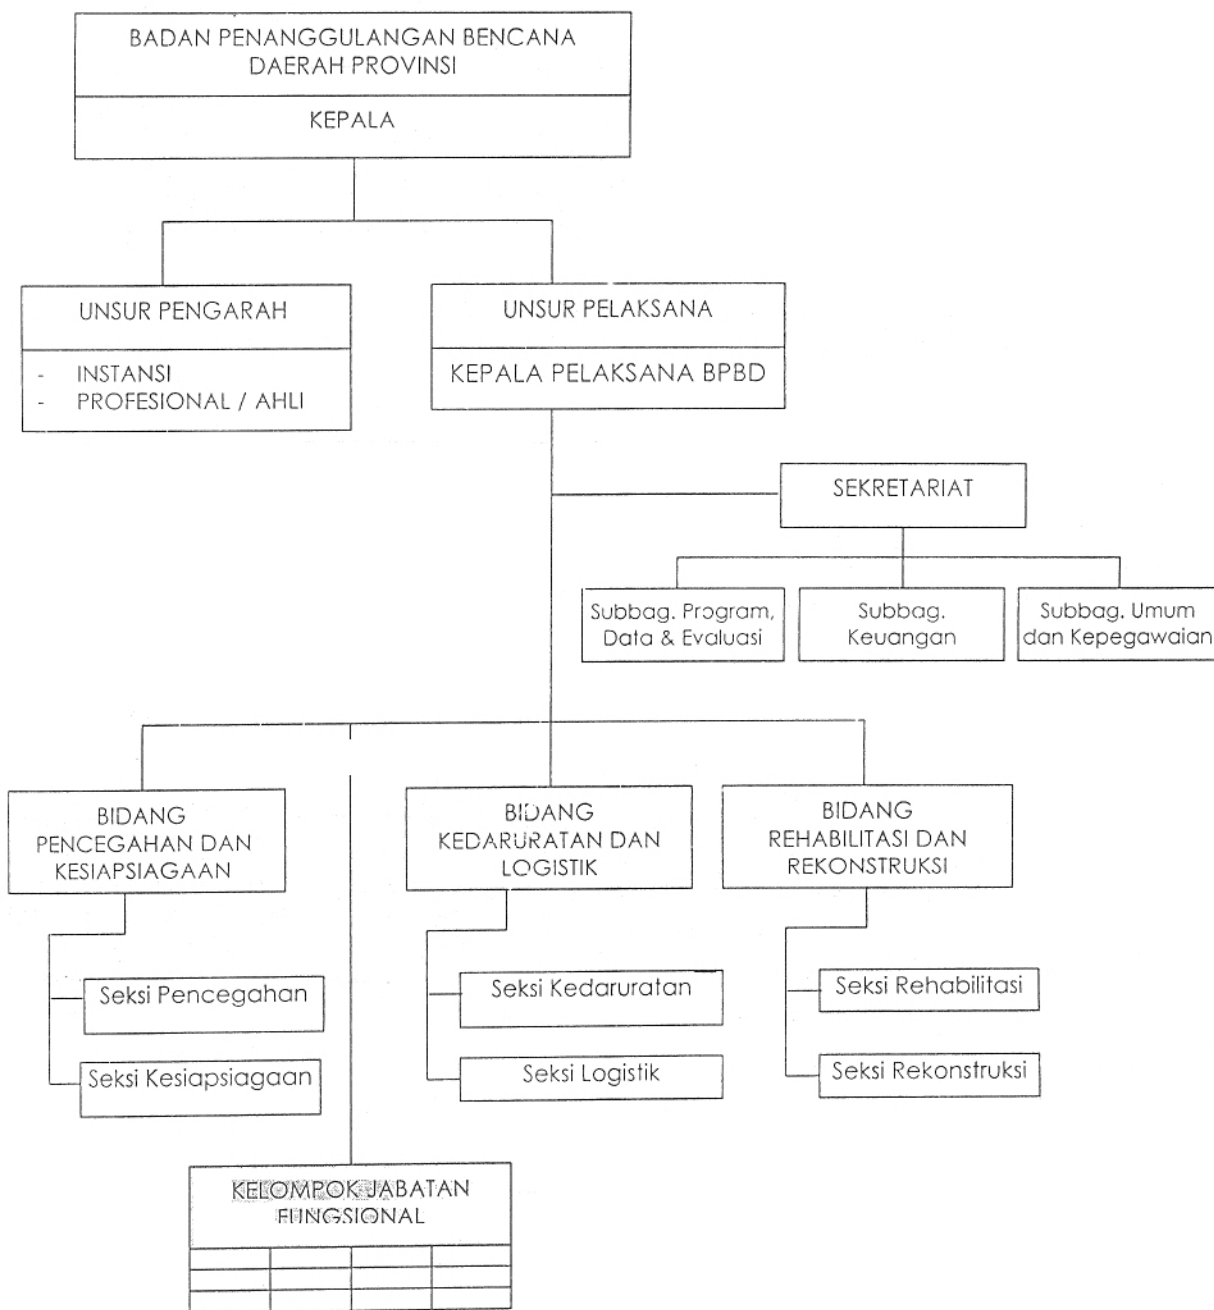 BADAN PENANGGULANGAN BENCANA
DAERAH PROVINSI
KEPALA
UNSUR PENGARAH
- INSTANSI
- PROFESIONAL / AHLI
UNSUR PELAKSANA
KEPALA PELAKSANA BPBD
SEKRETARIAT
Subbag. Program,
Data & Evaluasi
Subbag.
Keuangan
Subbag. Umum
dan Kepegawaian
BIDANG
PENCEGAHAN DAN
KESIAPSIAGAAN
BIDANG
KEDARURATAN DAN
LOGISTIK
BIDANG
REHABILITASI DAN
REKONSTRUKSI
Seksi Pencegahan
Seksi Kesiapsiagaan
Seksi Kedaruratan
Seksi Logistik
Seksi Rehabilitasi
Seksi Rekonstruksi
KELOMPOK JABATAN
FUNGSIONAL